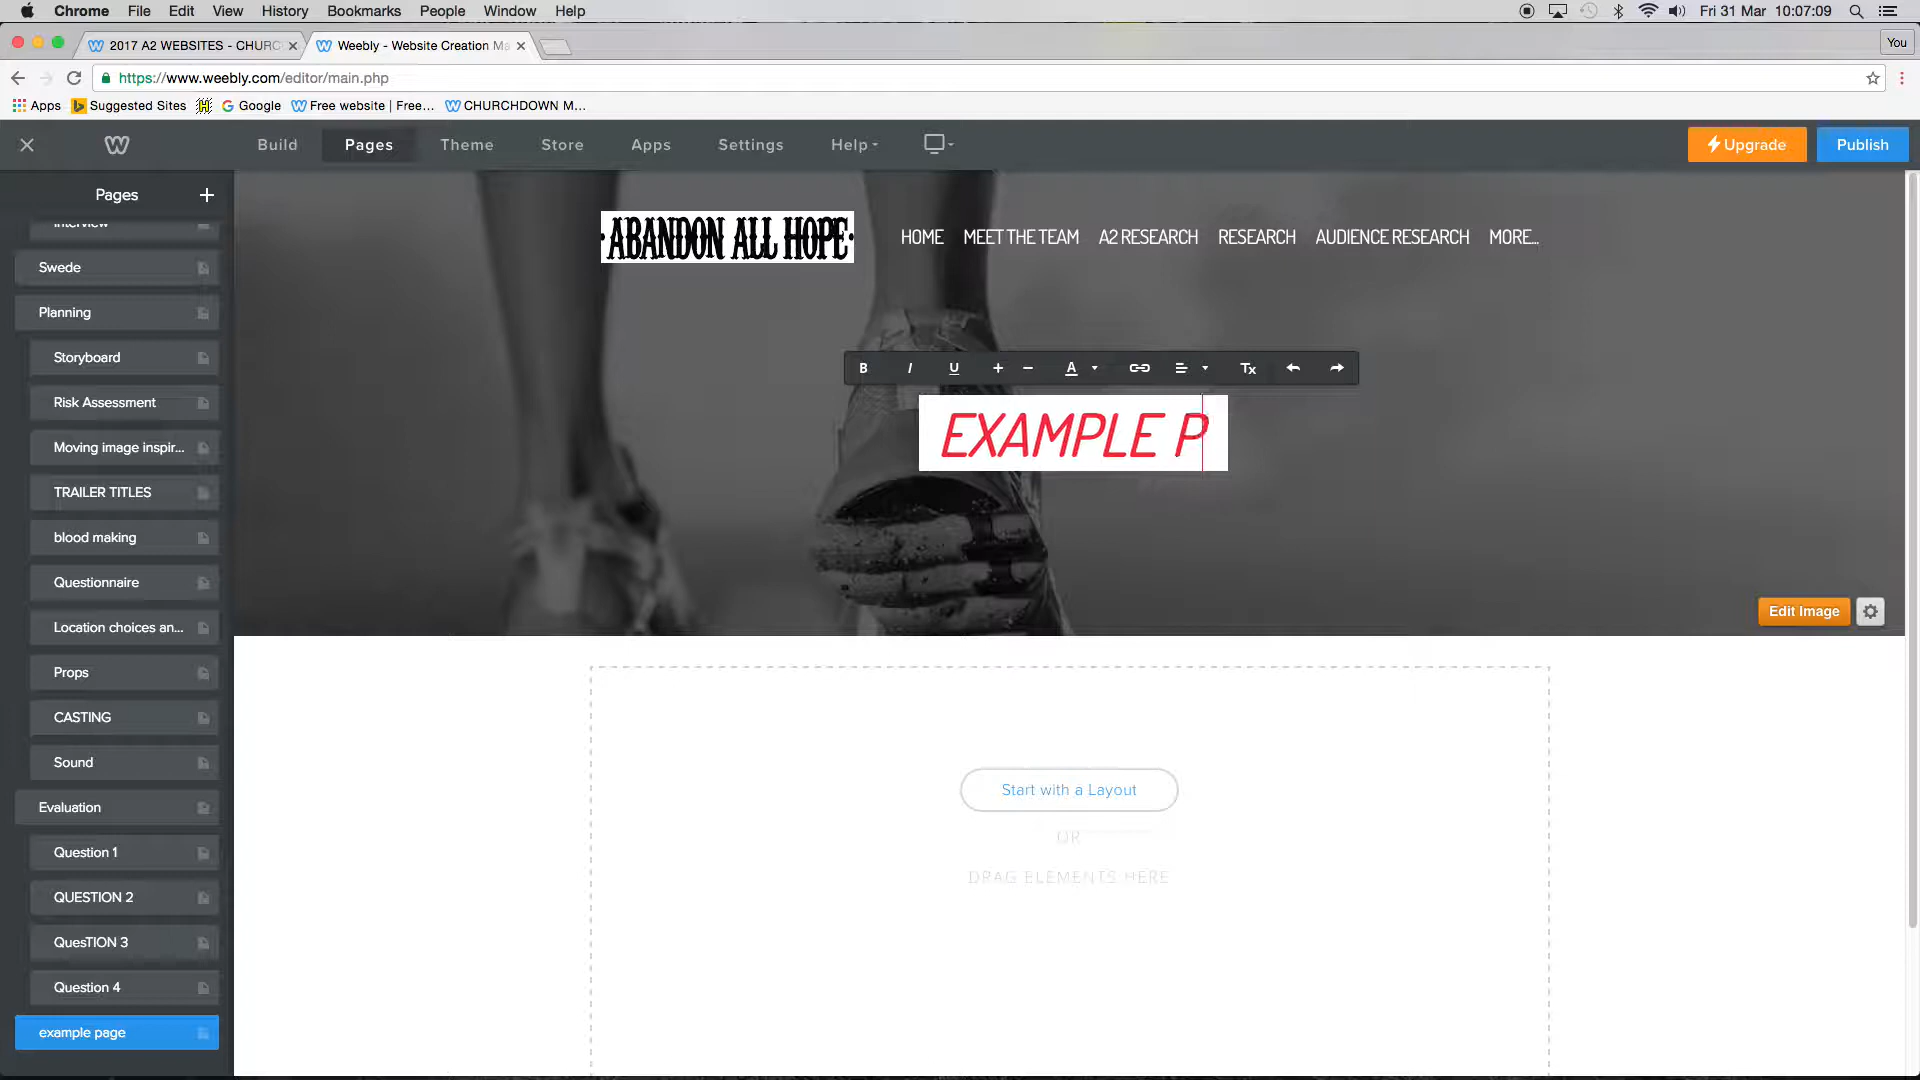 Chrome File Edit View History Bookmarks People Window Help Fri 31 Mar 10:07:09
2017 A2 WEBSITES - CHURC
Weebly - Website Creation Ma
You
https://www.weebly.com/editor/main.php
Apps Suggested Sites Google Free website | Free... CHURCHDOWN M...
Build Pages Theme Store Apps Settings Help Upgrade Publish
Pages
Interview
Swede
Planning
Storyboard
Risk Assessment
Moving image inspir...
TRAILER TITLES
blood making
Questionnaire
Location choices an...
Props
CASTING
Sound
Evaluation
Question 1
QUESTION 2
QuesTION 3
Question 4
example page
·ABANDON ALL HOPE·
HOME MEET THE TEAM A2 RESEARCH RESEARCH AUDIENCE RESEARCH MORE...
B I U + − A Tx
EXAMPLE P
Edit Image
Start with a Layout
OR
DRAG ELEMENTS HERE